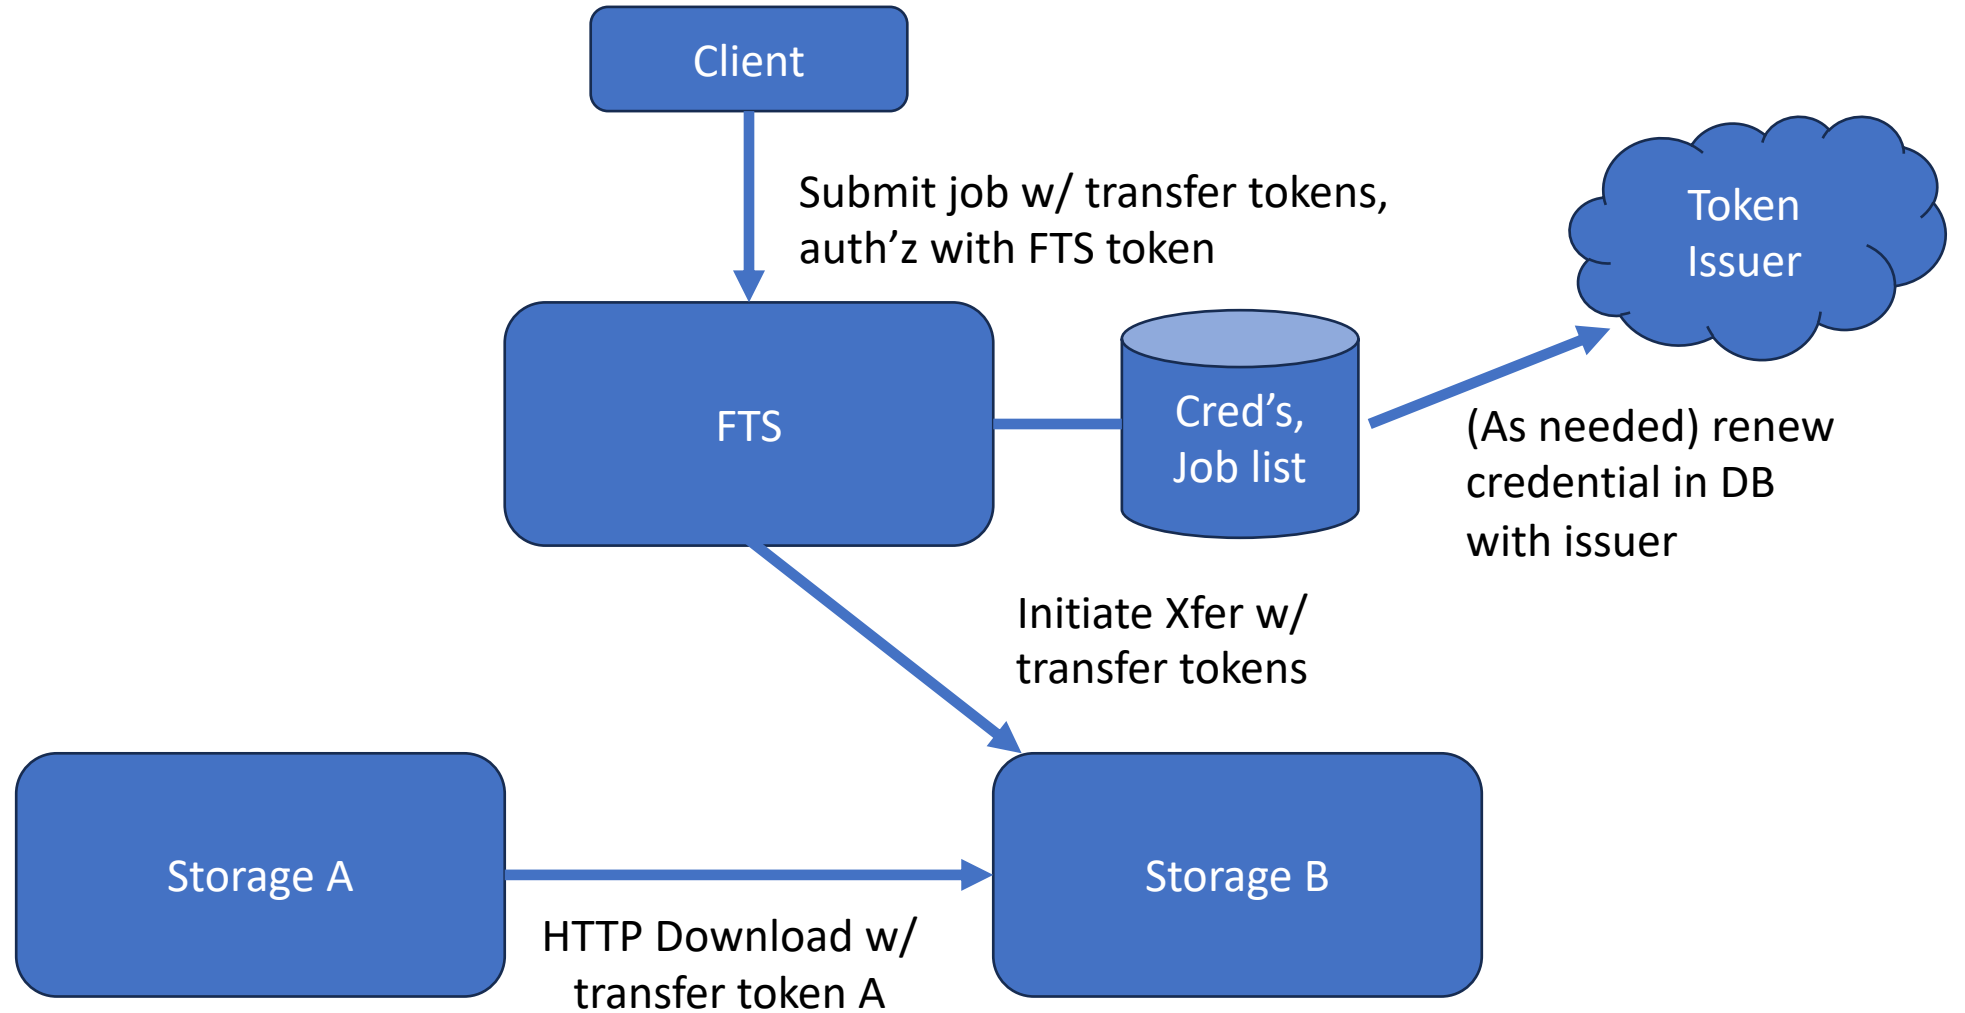 Client
Submit job w/ transfer tokens,
auth’z with FTS token
Token
Issuer
FTS
Cred’s,
Job list
(As needed) renew
credential in DB
with issuer
Initiate Xfer w/
transfer tokens
Storage A
Storage B
HTTP Download w/
transfer token A